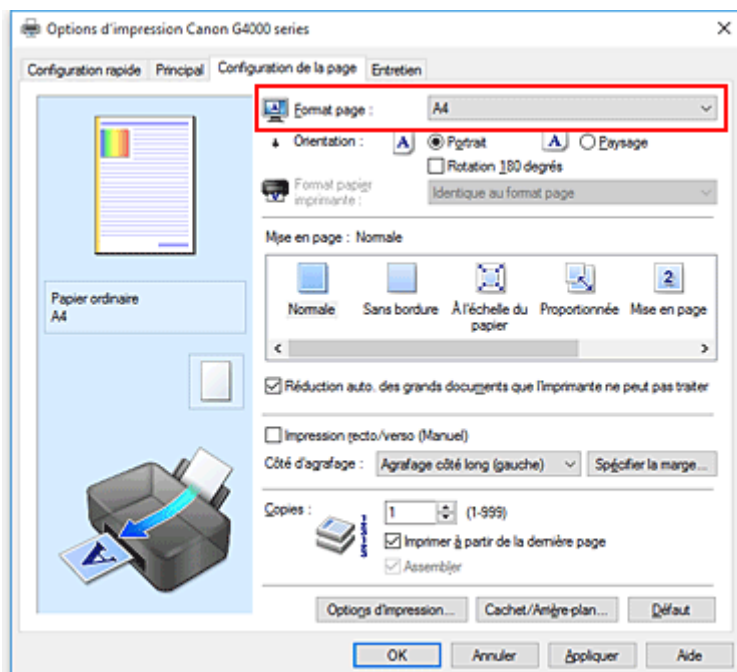 Options d'impression Canon G4000 series
Configuration rapide Principal Configuration de la page Entretien
Format page : A4
Orientation : A Portrait A Paysage
Rotation 180 degrés
Format papier imprimante : Identique au format page
Mise en page : Normale
Normale Sans bordure À l'échelle du papier Proportionnée Mise en page
Papier ordinaire
A4
Réduction auto. des grands documents que l'imprimante ne peut pas traiter
Impression recto/verso (Manuel)
Côté d'agrafage : Agrafage côté long (gauche) Spécifier la marge...
Copies : 1 (1-999)
Imprimer à partir de la dernière page
Assembler
Options d'impression... Cachet/Arrière-plan... Défaut
OK Annuler Appliquer Aide